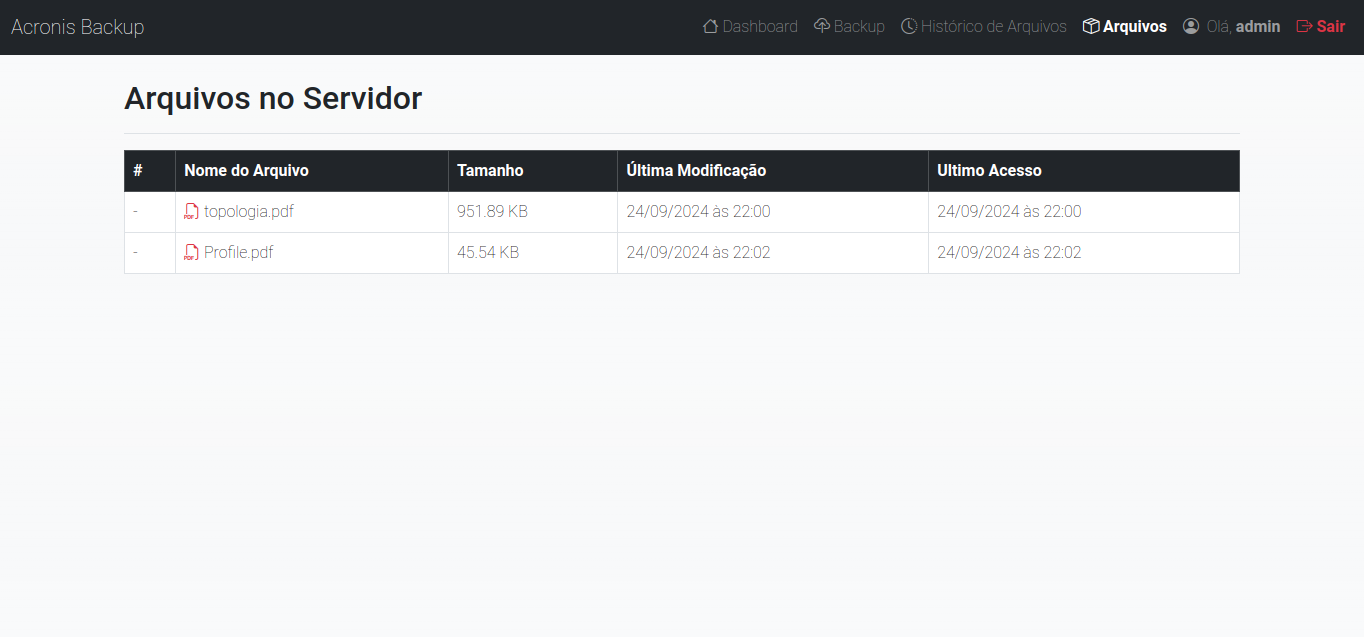 Acronis Backup Dashboard Backup Histórico de Arquivos Arquivos Olá, admin Sair
Arquivos no Servidor
# Nome do Arquivo Tamanho Última Modificação Ultimo Acesso
- PDF topologia.pdf 951.89 KB 24/09/2024 às 22:00 24/09/2024 às 22:00
- PDF Profile.pdf 45.54 KB 24/09/2024 às 22:02 24/09/2024 às 22:02